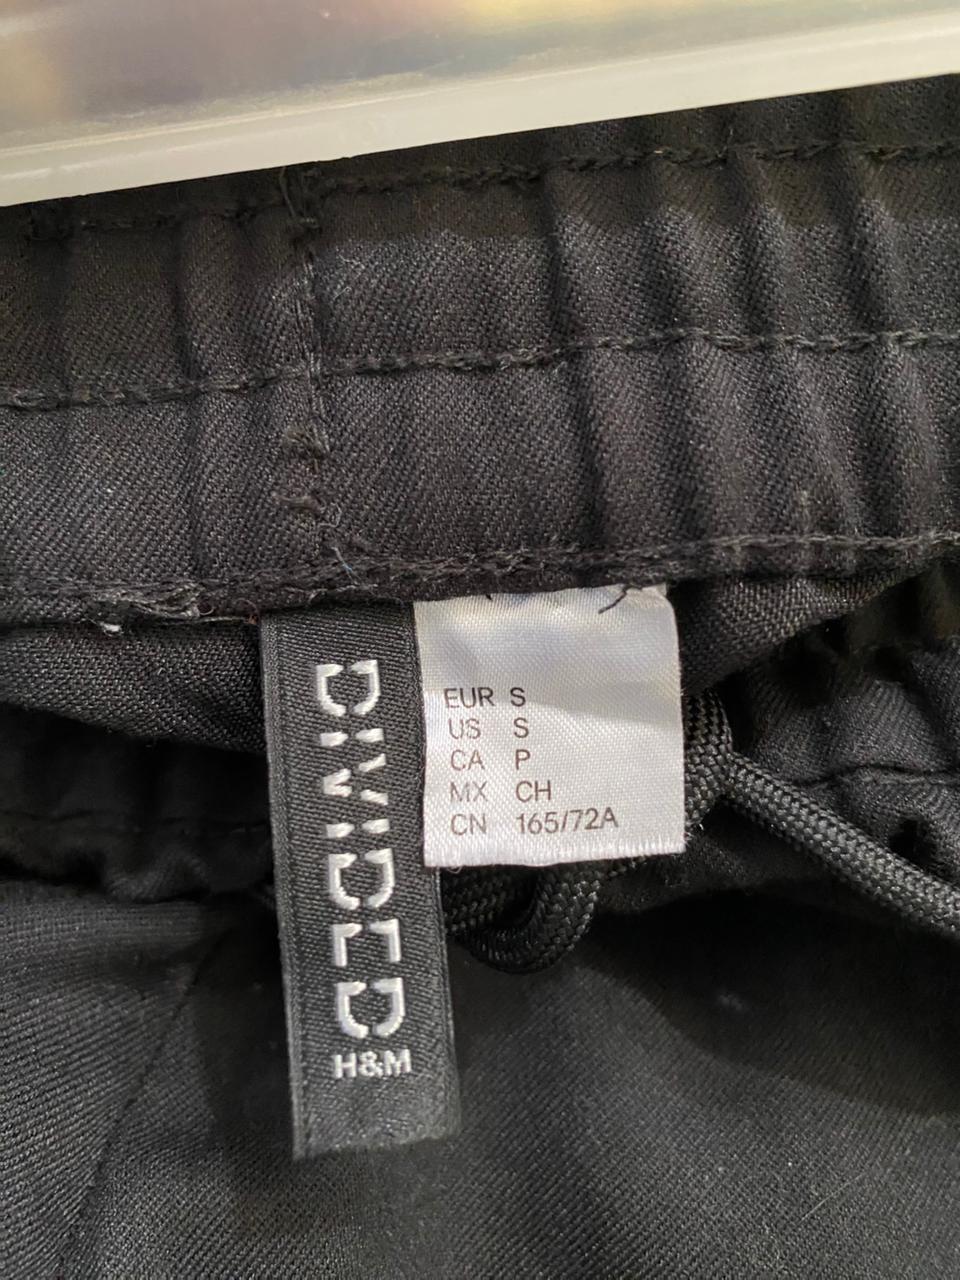 DIVIDED
H&M
EUR S
US S
CA P
MX CH
CN 165/72A